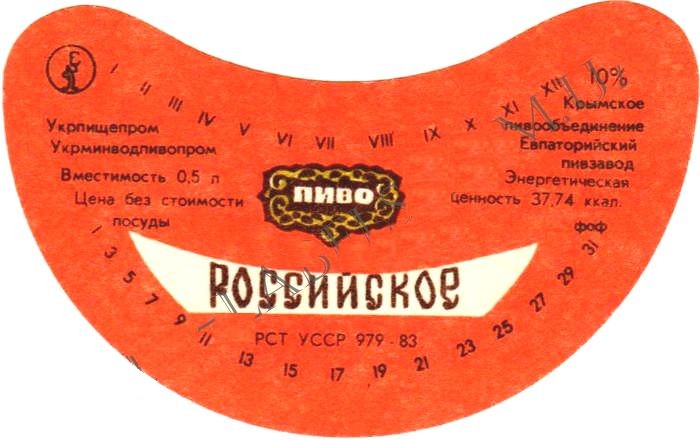 I II III IV V VI VII VIII IX X XI XII
10%
Укрпищепром
Укрминводпивопром
Вместимость 0,5 л
Цена без стоимости
посуды
Крымское
пивообъединение
Евпаторийский
пивзавод
Энергетическая
ценность 37,74 ккал.
фоф
ПИВО
РОССИЙСКОЕ
РСТ УССР 979-83
1 3 5 7 9 11 13 15 17 19 21 23 25 27 29 31